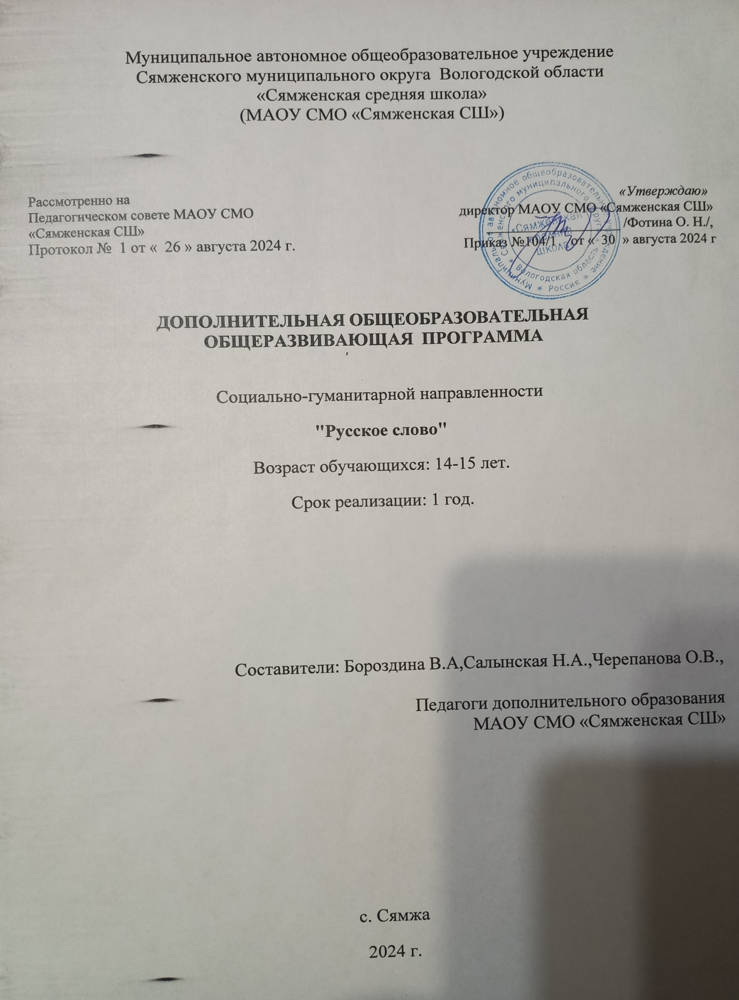 Муниципальное автономное общеобразовательное учреждение
Сямженского муниципального округа Вологодской области
«Сямженская средняя школа»
(МАОУ СМО «Сямженская СШ»)
Рассмотренно на
Педагогическом совете МАОУ СМО
«Сямженская СШ»
Протокол № 1 от « 26 » августа 2024 г.
«Утверждаю»
директор МАОУ СМО «Сямженская СШ»
/Фотина О. Н./,
Приказ №104/1 от « 30 » августа 2024 г
Муниципальное автономное общеобразовательное учреждение * Россия *
Сямженского муниципального округа * Вологодская область
«Сямженская
средняя
школа»
ДОПОЛНИТЕЛЬНАЯ ОБЩЕОБРАЗОВАТЕЛЬНАЯ
ОБЩЕРАЗВИВАЮЩАЯ ПРОГРАММА
Социально-гуманитарной направленности
"Русское слово"
Возраст обучающихся: 14-15 лет.
Срок реализации: 1 год.
Составители: Бороздина В.А,Салынская Н.А.,Черепанова О.В.,
Педагоги дополнительного образования
МАОУ СМО «Сямженская СШ»
с. Сямжа
2024 г.